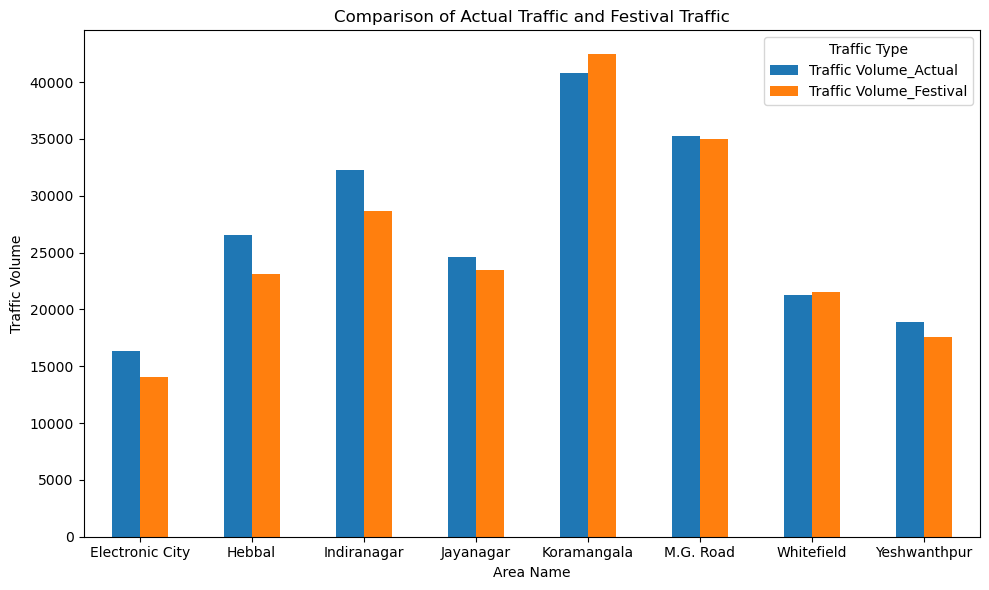 Comparison of Actual Traffic and Festival Traffic
Traffic Type
Traffic Volume_Actual
Traffic Volume_Festival
Traffic Volume
40000
35000
30000
25000
20000
15000
10000
5000
0
Electronic City
Hebbal
Indiranagar
Jayanagar
Koramangala
M.G. Road
Whitefield
Yeshwanthpur
Area Name